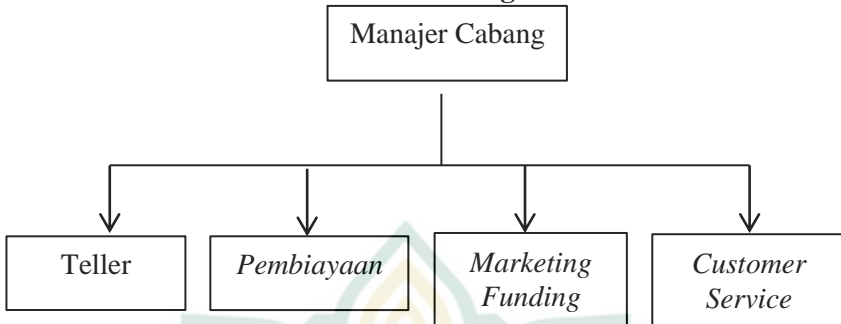 Manajer Cabang
Teller
Pembiayaan
Marketing
Funding
Customer
Service